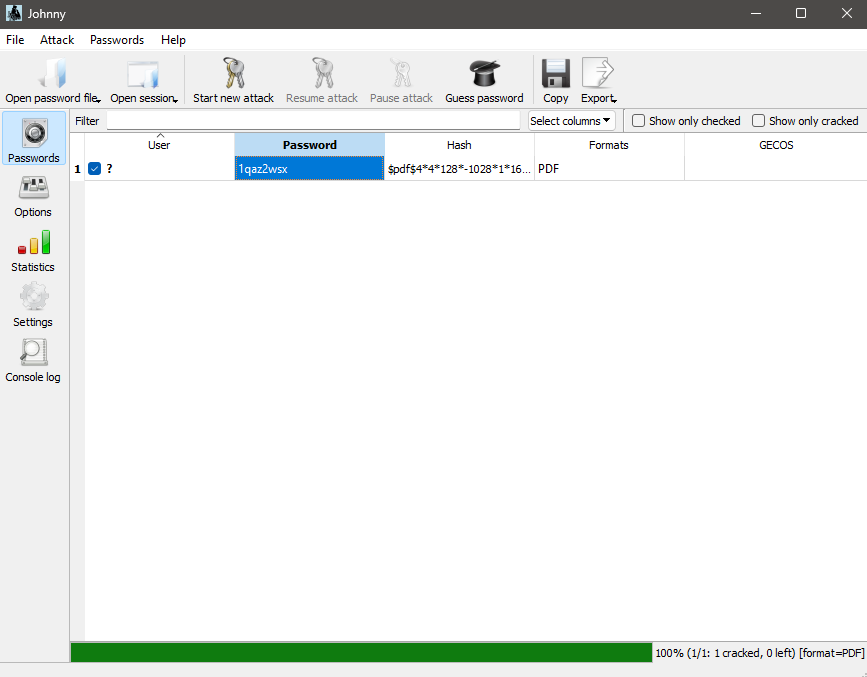 Johnny
File Attack Passwords Help
Open password file Open session Start new attack Resume attack Pause attack Guess password Copy Export
Filter Select columns Show only checked Show only cracked
Passwords
Options
Statistics
Settings
Console log
User Password Hash Formats GECOS
1 ? 1qaz2wsx $pdf$4*4*128*-1028*1*16... PDF
100% (1/1: 1 cracked, 0 left) [format=PDF]